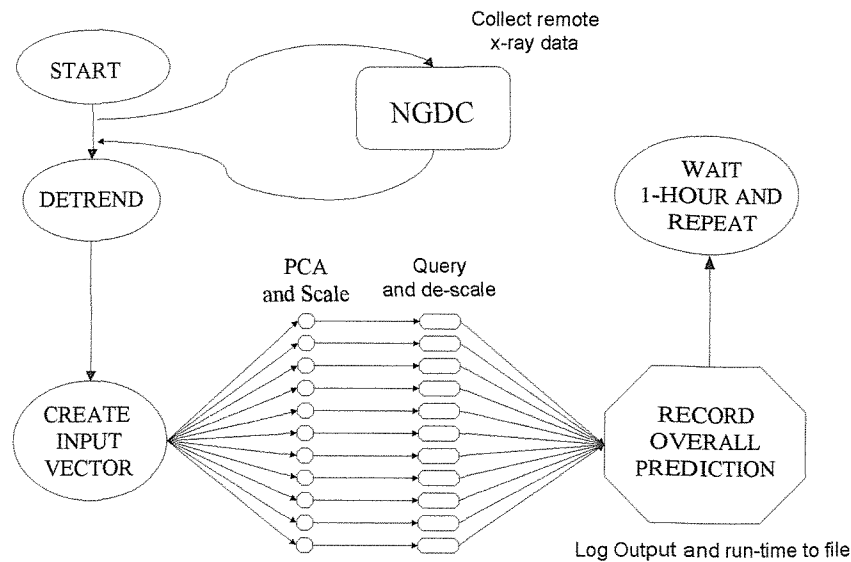 Collect remote
x-ray data
START
NGDC
DETREND
WAIT
1-HOUR AND
REPEAT
PCA
and Scale
Query
and de-scale
CREATE
INPUT
VECTOR
RECORD
OVERALL
PREDICTION
Log Output and run-time to file